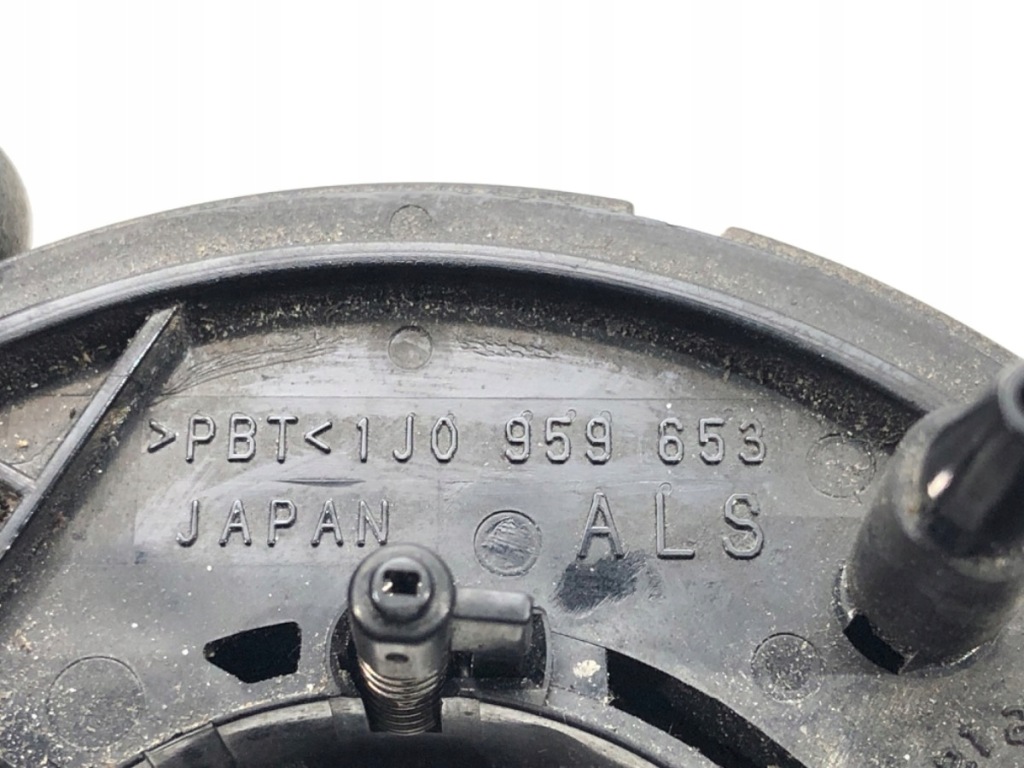 >PBT< 1J0 959 653
JAPAN ALS